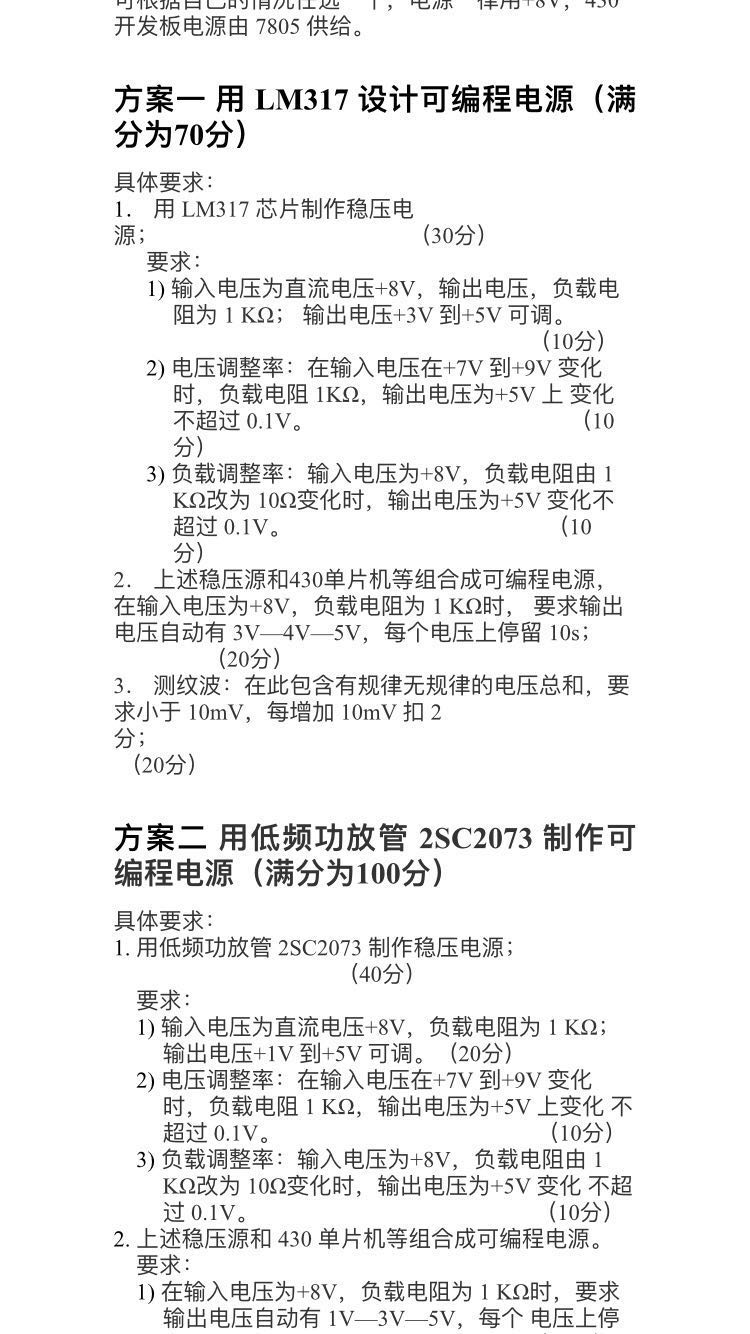 可根据自己的情况任选一个，电源一律用+8V，430
开发板电源由 7805 供给。
方案一 用 LM317 设计可编程电源（满
分为70分）
具体要求：
1． 用 LM317 芯片制作稳压电
源； （30分）
要求：
1) 输入电压为直流电压+8V，输出电压，负载电
阻为 1 KΩ； 输出电压+3V 到+5V 可调。
（10分）
2) 电压调整率：在输入电压在+7V 到+9V 变化
时，负载电阻 1KΩ，输出电压为+5V 上 变化
不超过 0.1V。 （10
分）
3) 负载调整率：输入电压为+8V，负载电阻由 1
KΩ改为 10Ω变化时，输出电压为+5V 变化不
超过 0.1V。 （10
分）
2． 上述稳压源和430单片机等组合成可编程电源，
在输入电压为+8V，负载电阻为 1 KΩ时， 要求输出
电压自动有 3V—4V—5V，每个电压上停留 10s；
（20分）
3． 测纹波：在此包含有规律无规律的电压总和，要
求小于 10mV，每增加 10mV 扣 2
分；
（20分）
方案二 用低频功放管 2SC2073 制作可
编程电源（满分为100分）
具体要求：
1. 用低频功放管 2SC2073 制作稳压电源；
（40分）
要求：
1) 输入电压为直流电压+8V，负载电阻为 1 KΩ；
输出电压+1V 到+5V 可调。（20分）
2) 电压调整率：在输入电压在+7V 到+9V 变化
时，负载电阻 1 KΩ，输出电压为+5V 上变化 不
超过 0.1V。 （10分）
3) 负载调整率：输入电压为+8V，负载电阻由 1
KΩ改为 10Ω变化时，输出电压为+5V 变化 不超
过 0.1V。 （10分）
2. 上述稳压源和 430 单片机等组合成可编程电源。
要求：
1) 在输入电压为+8V，负载电阻为 1 KΩ时，要求
输出电压自动有 1V—3V—5V，每个 电压上停